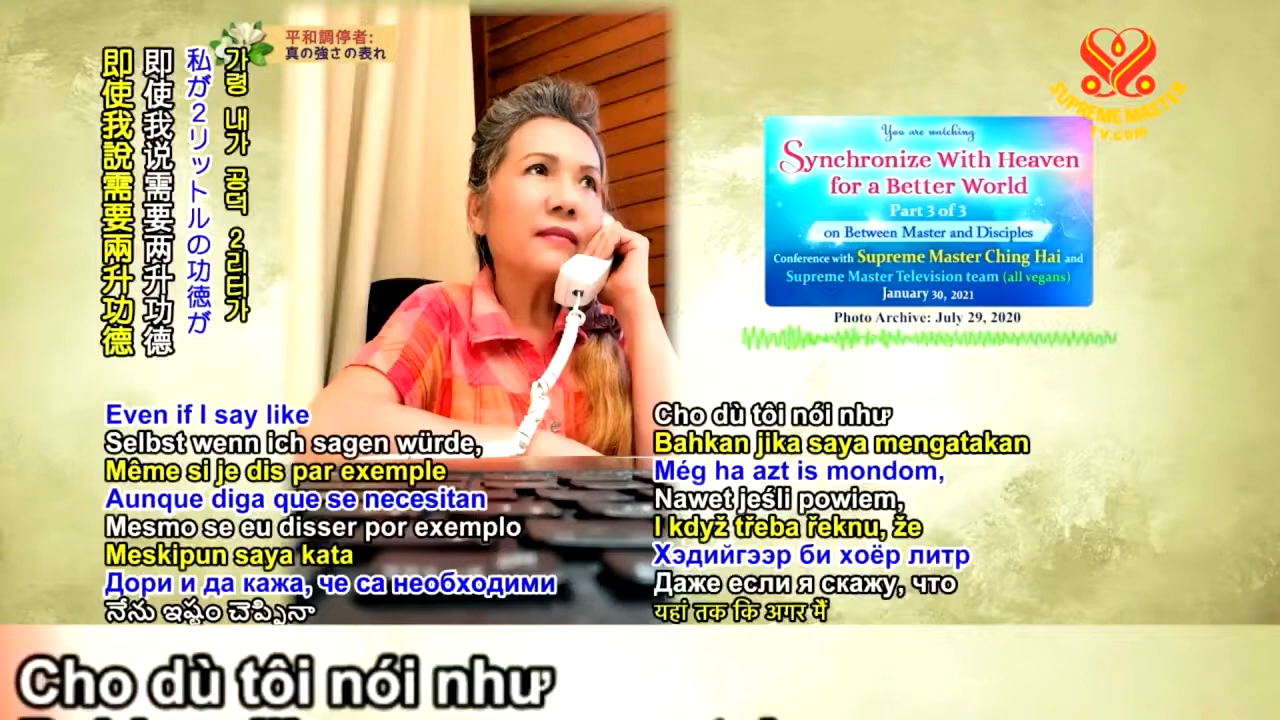 平和調停者:
真の強さの表れ
가령 내가 공덕 2리터가
私が2リットルの功徳が
即使我说需要两升功德
即使我說需要兩升功德
SUPREME MASTER
TV.com
You are watching
Synchronize With Heaven
for a Better World
Part 3 of 3
on Between Master and Disciples
Conference with Supreme Master Ching Hai and
Supreme Master Television team (all vegans)
January 30, 2021
Photo Archive: July 29, 2020
Even if I say like
Selbst wenn ich sagen würde,
Même si je dis par exemple
Aunque diga que se necesitan
Mesmo se eu disser por exemplo
Meskipun saya kata
Дори и да кажа, че са необходими
నేను ఇష్టం చెప్పినా
Cho dù tôi nói như
Bahkan jika saya mengatakan
Még ha azt is mondom,
Nawet jeśli powiem,
I když třeba řeknu, že
Хэдийгээр би хоёр литр
Даже если я скажу, что
यहां तक कि अगर मैं
Cho dù tôi nói như